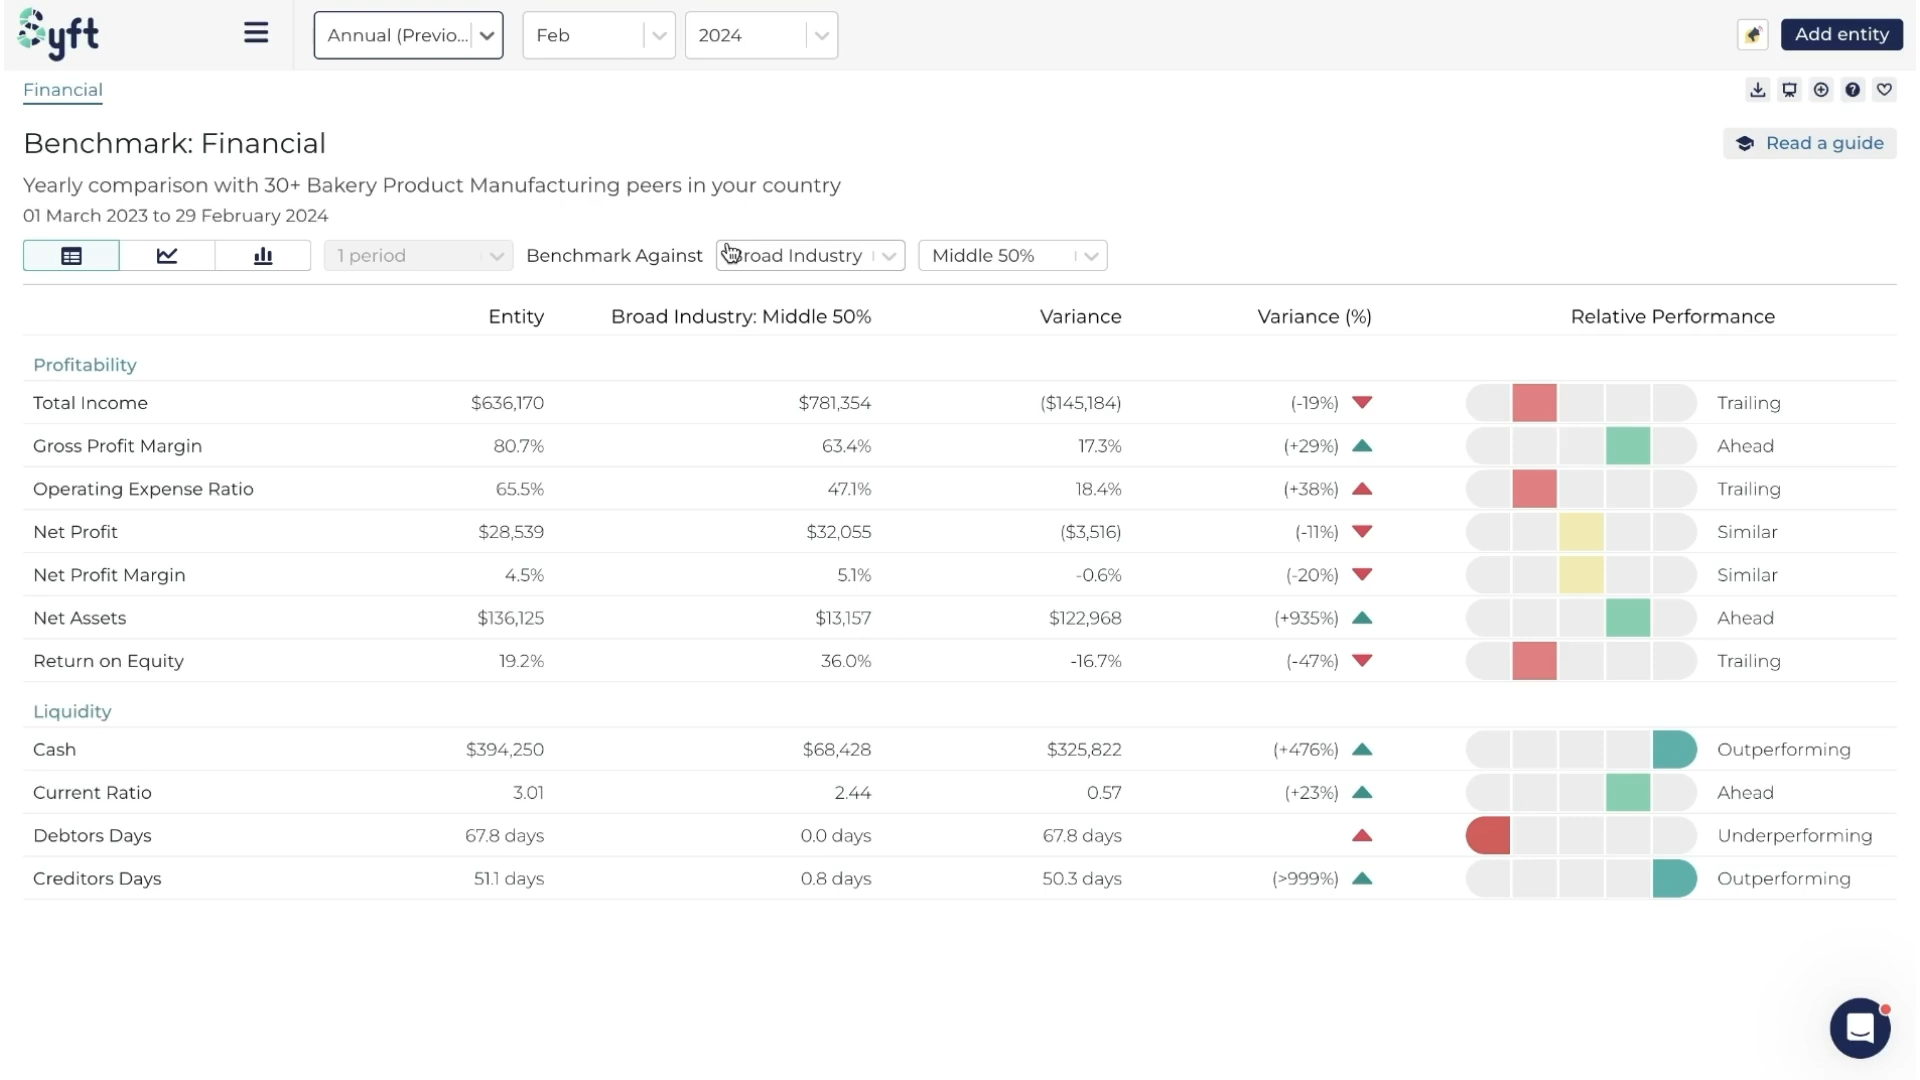 Syft
Annual (Previo... Feb 2024 Add entity
Financial
Benchmark: Financial
Read a guide
Yearly comparison with 30+ Bakery Product Manufacturing peers in your country
01 March 2023 to 29 February 2024
1 period Benchmark Against Broad Industry Middle 50%
Entity Broad Industry: Middle 50% Variance Variance (%) Relative Performance
Profitability
Total Income $636,170 $781,354 ($145,184) (-19%) Trailing
Gross Profit Margin 80.7% 63.4% 17.3% (+29%) Ahead
Operating Expense Ratio 65.5% 47.1% 18.4% (+38%) Trailing
Net Profit $28,539 $32,055 ($3,516) (-11%) Similar
Net Profit Margin 4.5% 5.1% -0.6% (-20%) Similar
Net Assets $136,125 $13,157 $122,968 (+935%) Ahead
Return on Equity 19.2% 36.0% -16.7% (-47%) Trailing
Liquidity
Cash $394,250 $68,428 $325,822 (+476%) Outperforming
Current Ratio 3.01 2.44 0.57 (+23%) Ahead
Debtors Days 67.8 days 0.0 days 67.8 days Underperforming
Creditors Days 51.1 days 0.8 days 50.3 days (>999%) Outperforming